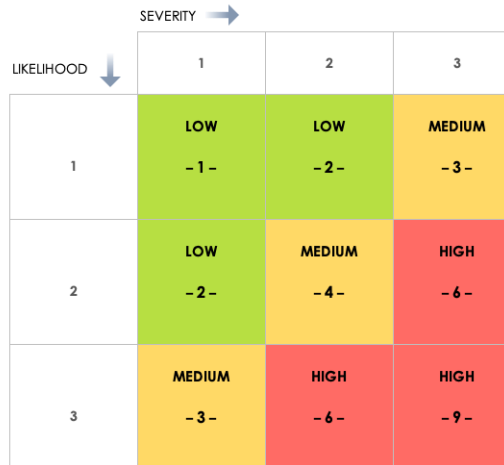 SEVERITY
LIKELIHOOD
1 2 3
1
LOW LOW MEDIUM
– 1 – – 2 – – 3 –
2
LOW MEDIUM HIGH
– 2 – – 4 – – 6 –
3
MEDIUM HIGH HIGH
– 3 – – 6 – – 9 –